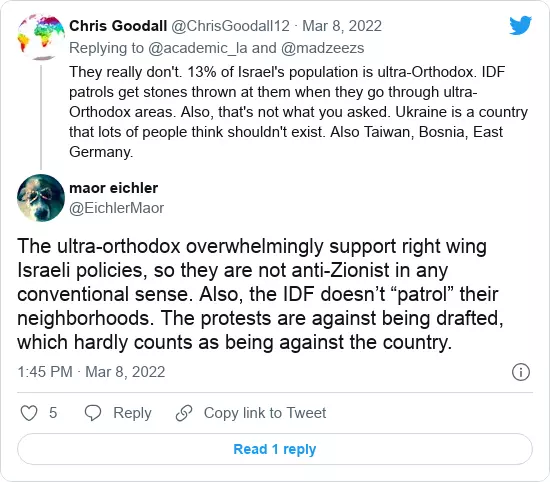 Chris Goodall @ChrisGoodall12 · Mar 8, 2022
Replying to @academic_la and @madzeezs
They really don't. 13% of Israel's population is ultra-Orthodox. IDF
patrols get stones thrown at them when they go through ultra-
Orthodox areas. Also, that's not what you asked. Ukraine is a country
that lots of people think shouldn't exist. Also Taiwan, Bosnia, East
Germany.
maor eichler
@EichlerMaor
The ultra-orthodox overwhelmingly support right wing
Israeli policies, so they are not anti-Zionist in any
conventional sense. Also, the IDF doesn’t “patrol” their
neighborhoods. The protests are against being drafted,
which hardly counts as being against the country.
1:45 PM · Mar 8, 2022
5 Reply Copy link to Tweet
Read 1 reply